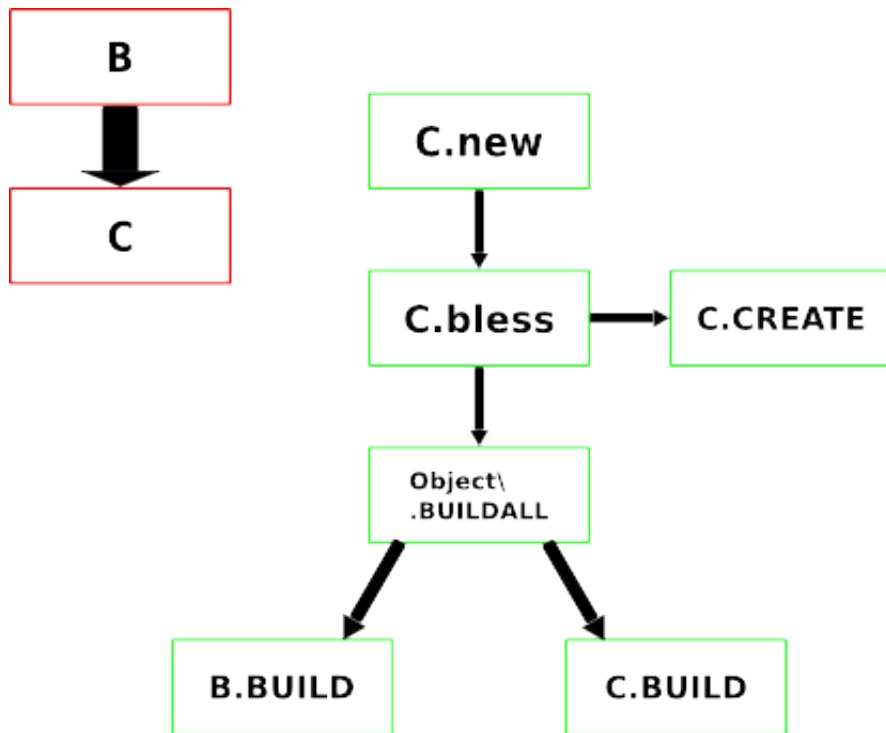 B
C
C.new
C.bless
C.CREATE
Object\
.BUILDALL
B.BUILD
C.BUILD